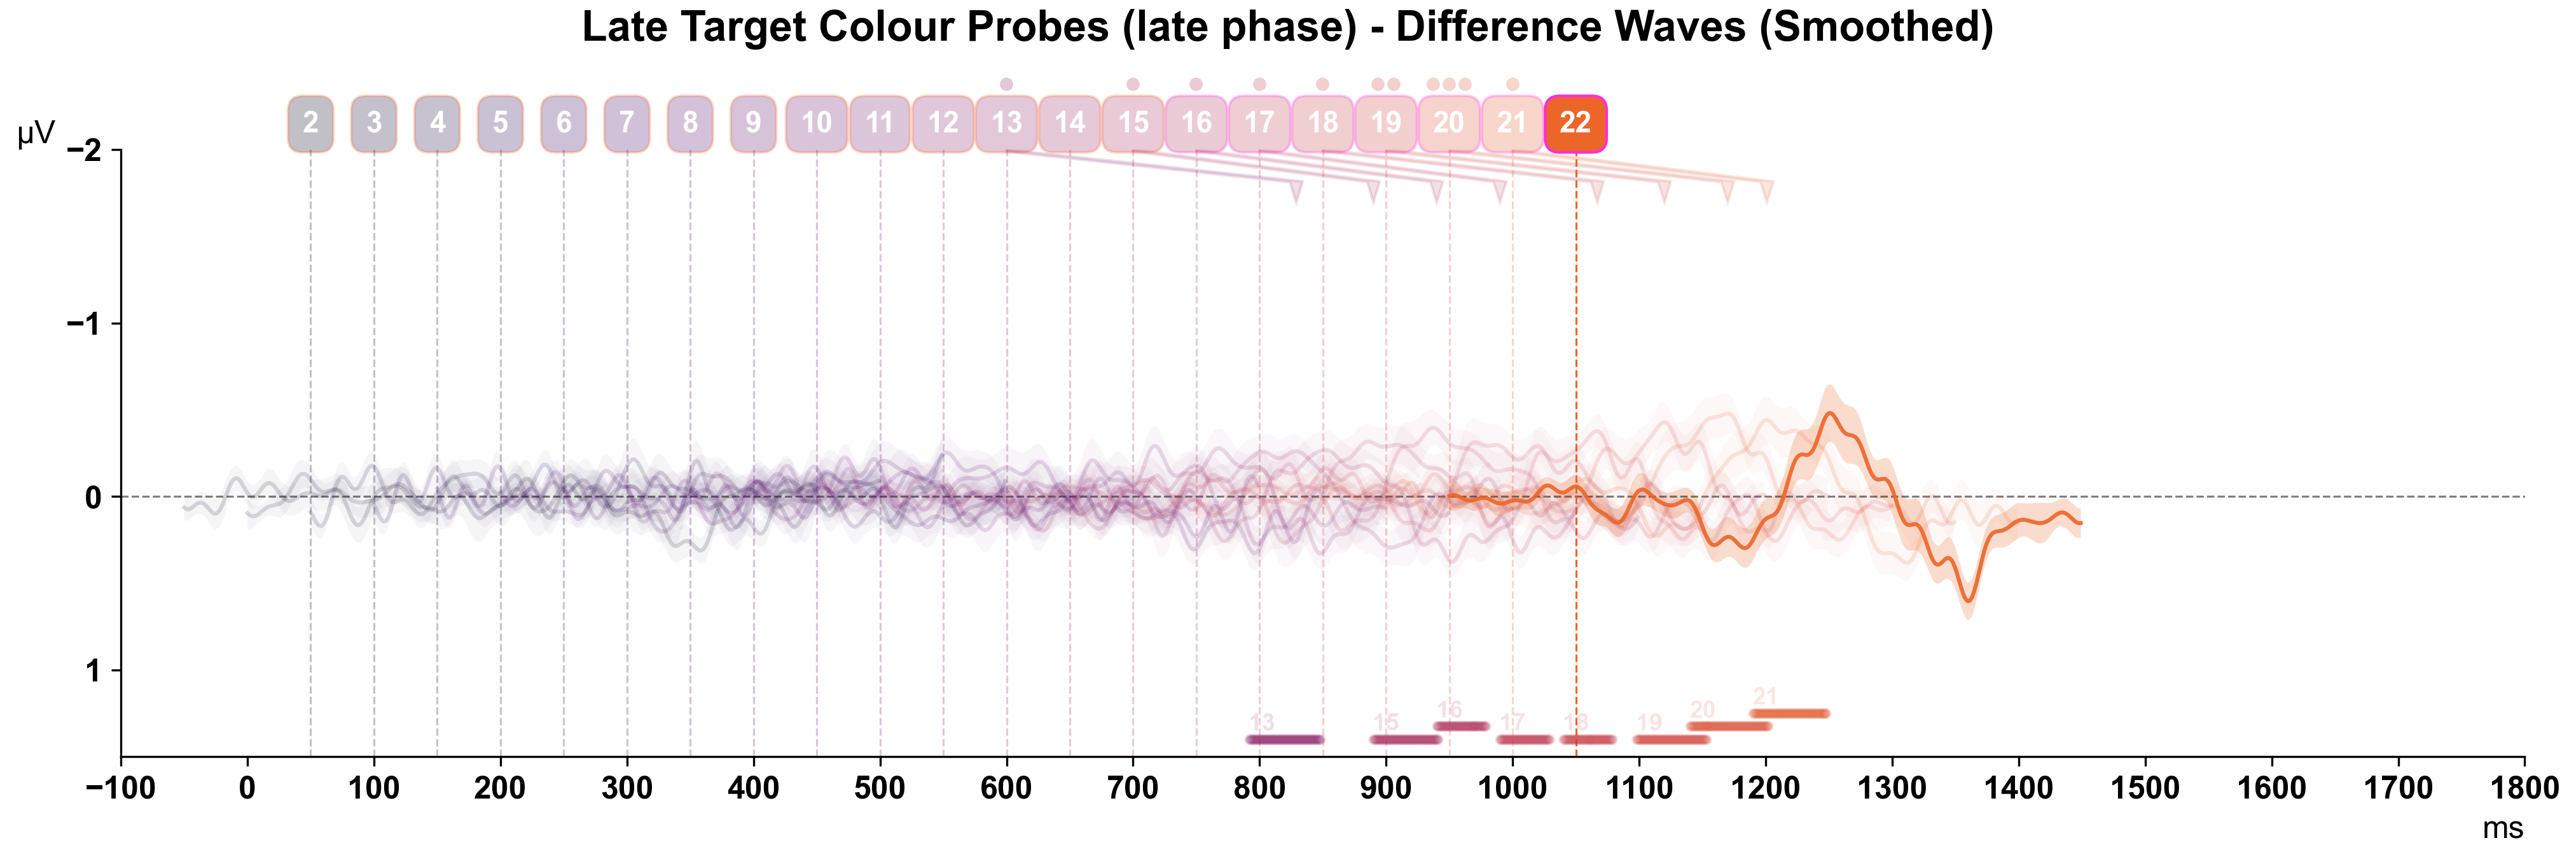 Late Target Colour Probes (late phase) - Difference Waves (Smoothed)
2 3 4 5 6 7 8 9 10 11 12 13 14 15 16 17 18 19 20 21 22
µV
−2
−1
0
1
13 15 16 17 18 19 20 21
−100 0 100 200 300 400 500 600 700 800 900 1000 1100 1200 1300 1400 1500 1600 1700 1800
ms